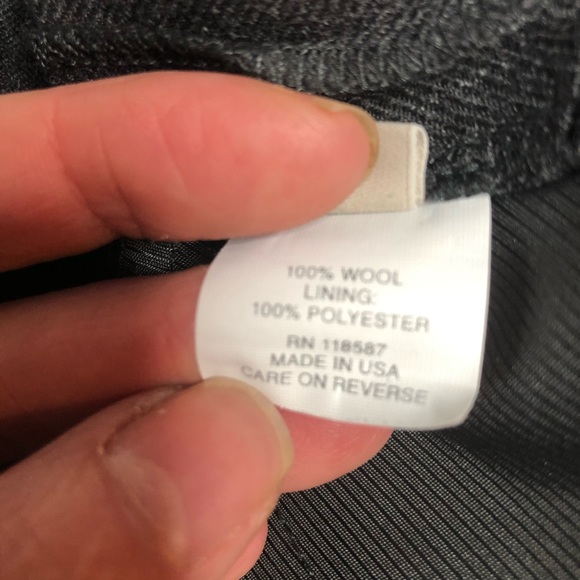 100% WOOL
LINING:
100% POLYESTER
RN 118587
MADE IN USA
CARE ON REVERSE